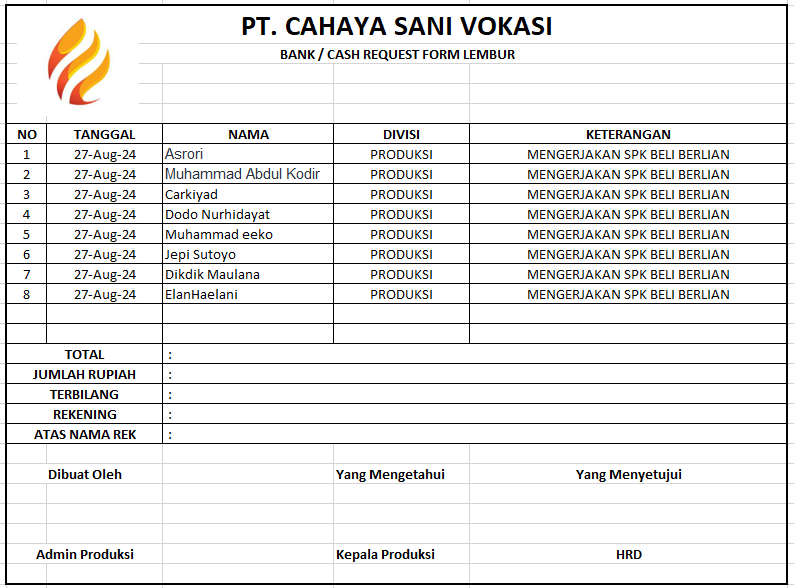 PT. CAHAYA SANI VOKASI
BANK / CASH REQUEST FORM LEMBUR
NO TANGGAL NAMA DIVISI KETERANGAN
1 27-Aug-24 Asrori PRODUKSI MENGERJAKAN SPK BELI BERLIAN
2 27-Aug-24 Muhammad Abdul Kodir PRODUKSI MENGERJAKAN SPK BELI BERLIAN
3 27-Aug-24 Carkiyad PRODUKSI MENGERJAKAN SPK BELI BERLIAN
4 27-Aug-24 Dodo Nurhidayat PRODUKSI MENGERJAKAN SPK BELI BERLIAN
5 27-Aug-24 Muhammad eeko PRODUKSI MENGERJAKAN SPK BELI BERLIAN
6 27-Aug-24 Jepi Sutoyo PRODUKSI MENGERJAKAN SPK BELI BERLIAN
7 27-Aug-24 Dikdik Maulana PRODUKSI MENGERJAKAN SPK BELI BERLIAN
8 27-Aug-24 ElanHaelani PRODUKSI MENGERJAKAN SPK BELI BERLIAN
TOTAL :
JUMLAH RUPIAH :
TERBILANG :
REKENING :
ATAS NAMA REK :
Dibuat Oleh Yang Mengetahui Yang Menyetujui
Admin Produksi Kepala Produksi HRD